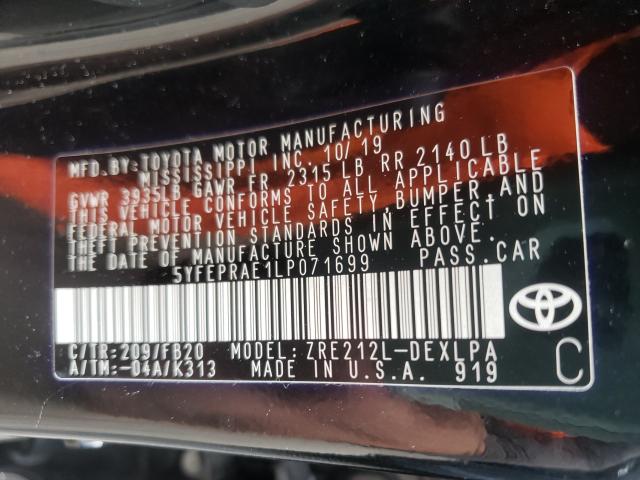 MFD.BY:TOYOTA MOTOR MANUFACTURING
MISSISSIPPI INC. 10/19
GVWR 3935LB GAWR FR 2315 LB RR 2140 LB
THIS VEHICLE CONFORMS TO ALL APPLICABLE
FEDERAL MOTOR VEHICLE SAFETY, BUMPER AND
THEFT PREVENTION STANDARDS IN EFFECT ON
THE DATE OF MANUFACTURE SHOWN ABOVE.
5YFEPRAE1LP071699 PASS.CAR
C/TR:209/FB20 MODEL:ZRE212L-DEXLPA
A/TM:-04A/K313 MADE IN U.S.A. 919
C